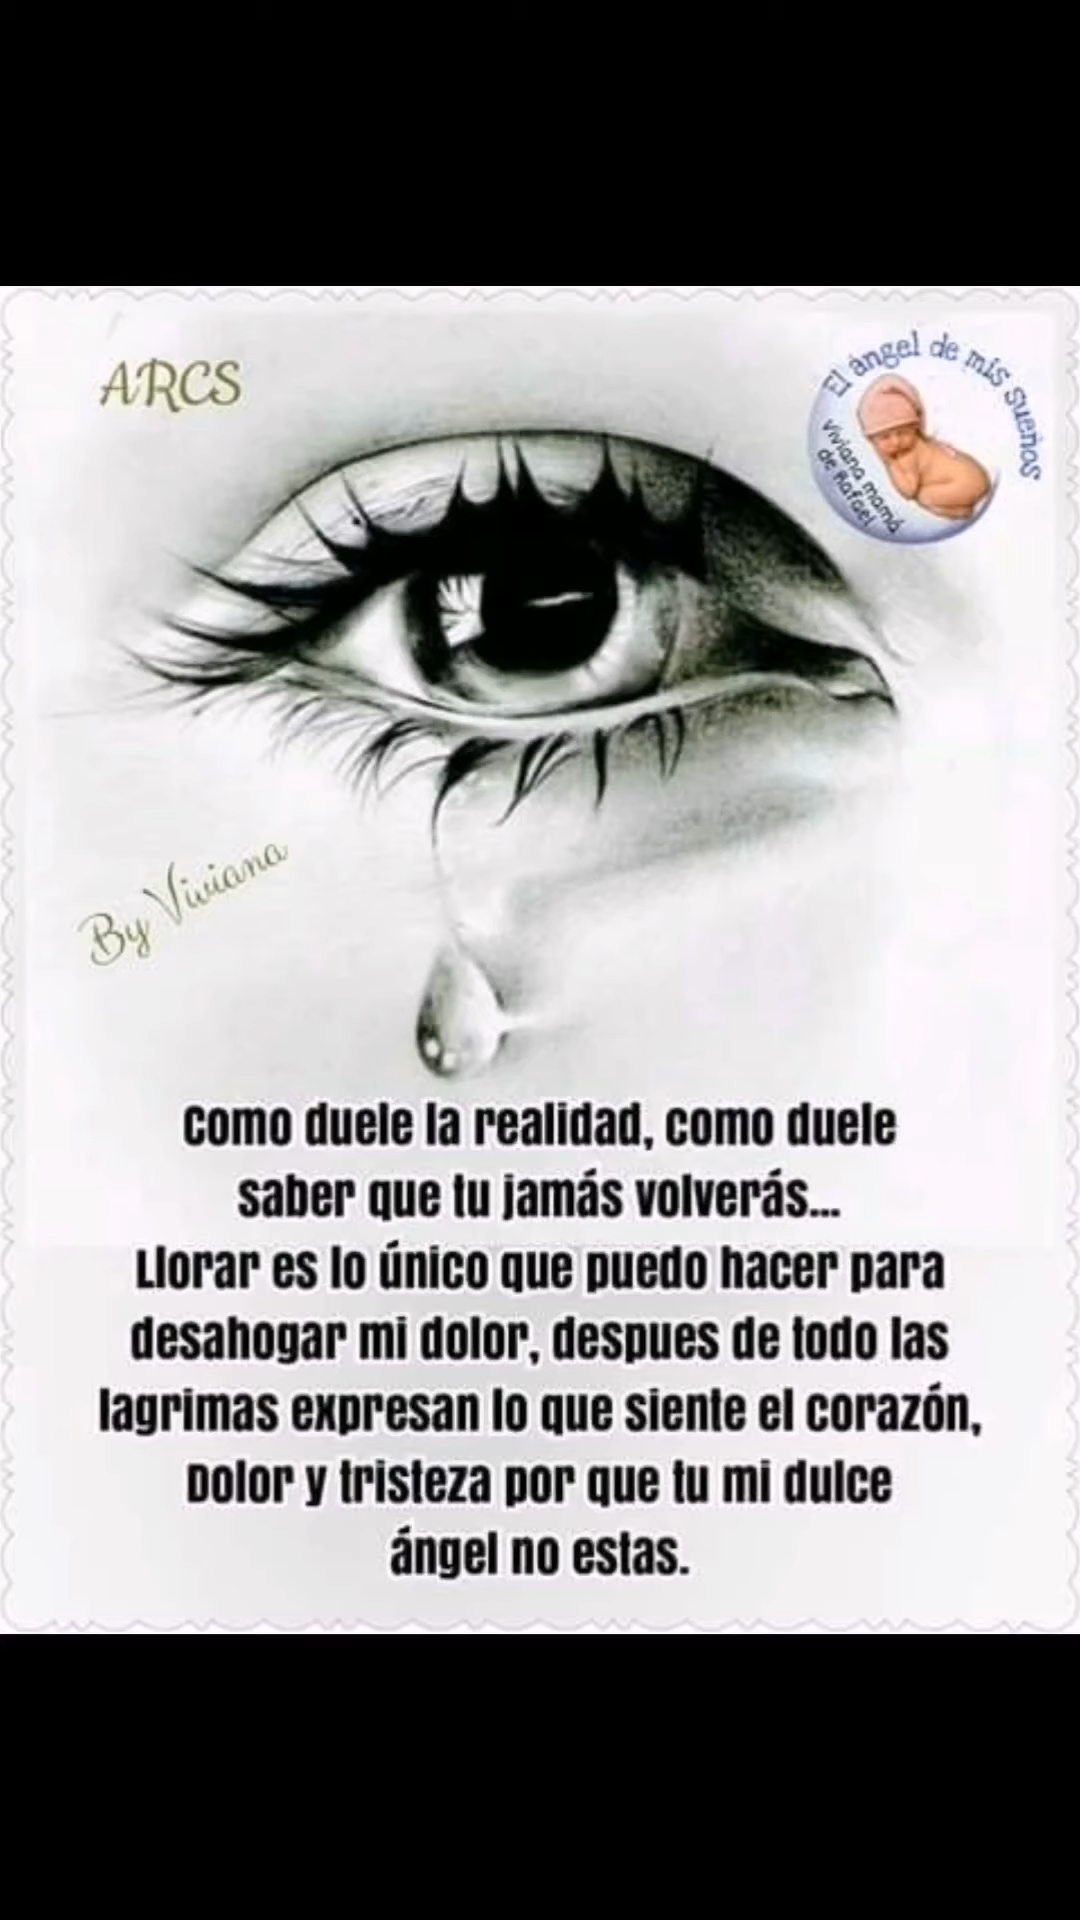 ARCS
El ángel de mis sueños
Viviana mamá
de Rafael
By Viviana
Como duele la realidad, como duele
saber que tu jamás volverás...
Llorar es lo único que puedo hacer para
desahogar mi dolor, despues de todo las
lagrimas expresan lo que siente el corazón,
Dolor y tristeza por que tu mi dulce
ángel no estas.